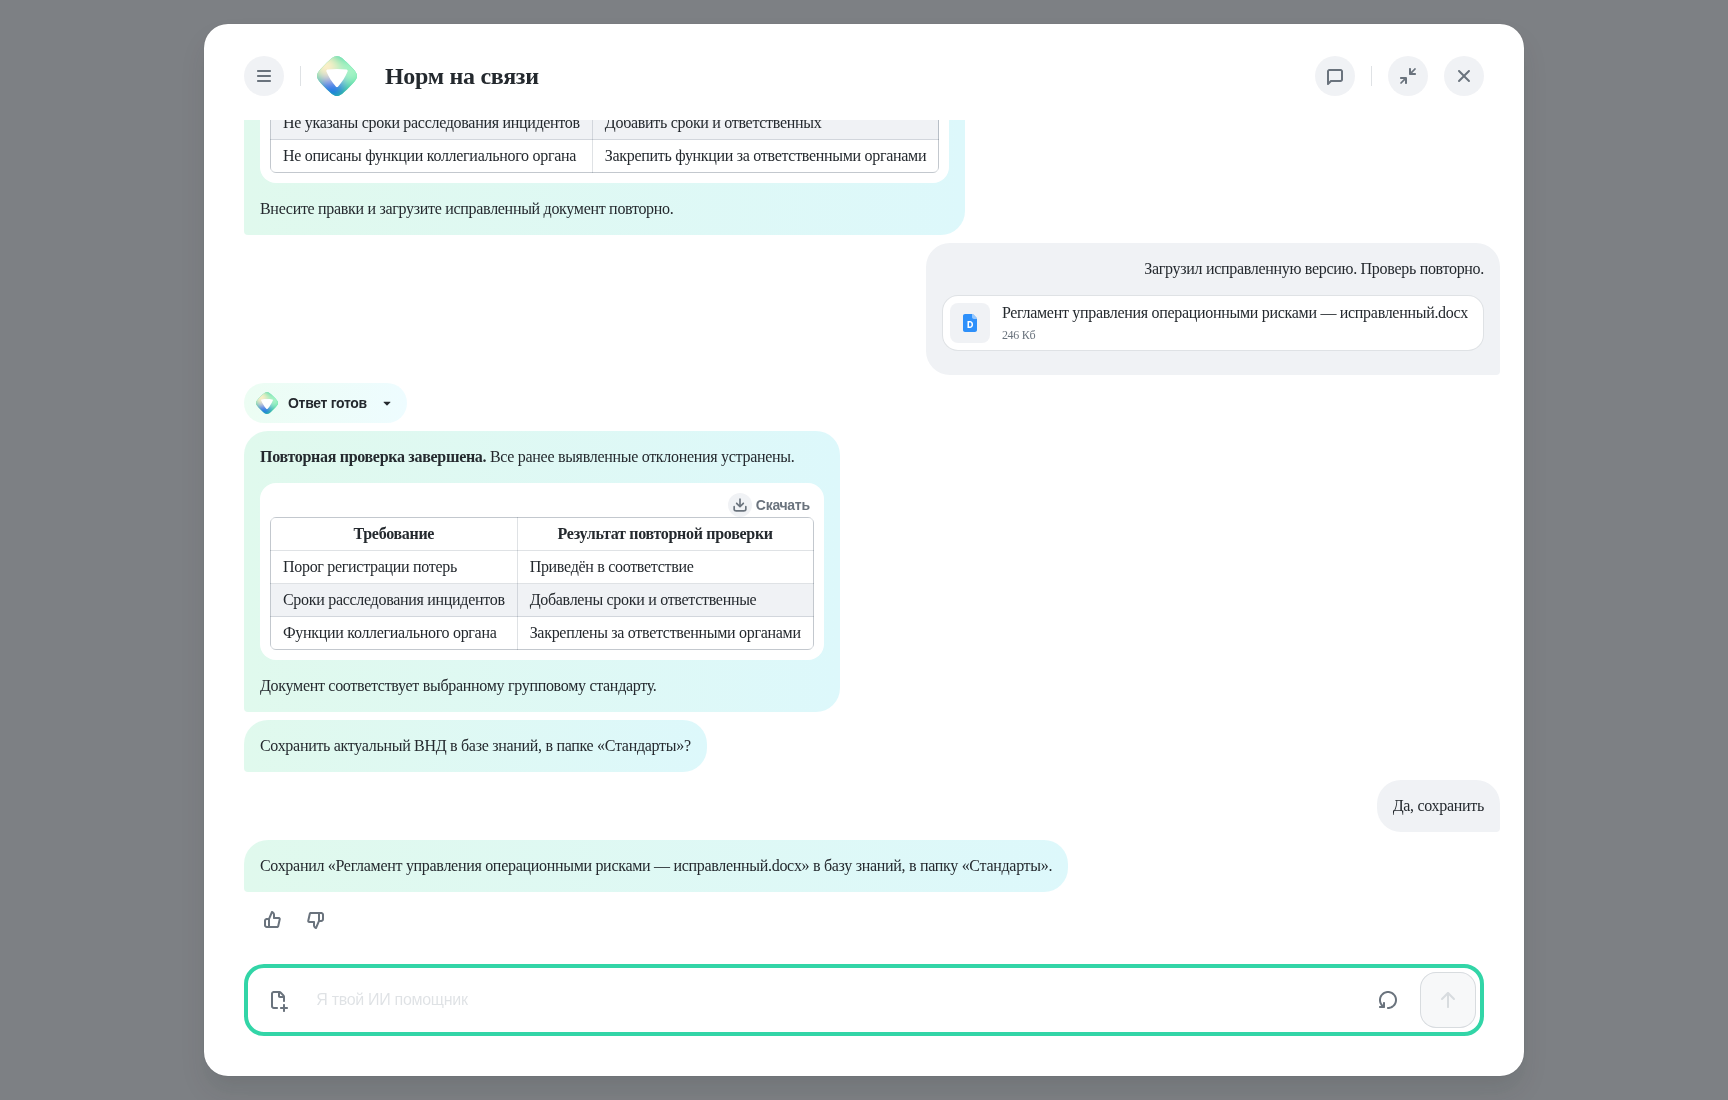 Норм на связи
Не указаны сроки расследования инцидентов Добавить сроки и ответственных
Не описаны функции коллегиального органа Закрепить функции за ответственными органами
Внесите правки и загрузите исправленный документ повторно.
Загрузил исправленную версию. Проверь повторно.
D
Регламент управления операционными рисками — исправленный.docx
246 Кб
Ответ готов
Повторная проверка завершена. Все ранее выявленные отклонения устранены.
Скачать
Требование Результат повторной проверки
Порог регистрации потерь Приведён в соответствие
Сроки расследования инцидентов Добавлены сроки и ответственные
Функции коллегиального органа Закреплены за ответственными органами
Документ соответствует выбранному групповому стандарту.
Сохранить актуальный ВНД в базе знаний, в папке «Стандарты»?
Да, сохранить
Сохранил «Регламент управления операционными рисками — исправленный.docx» в базу знаний, в папку «Стандарты».
Я твой ИИ помощник